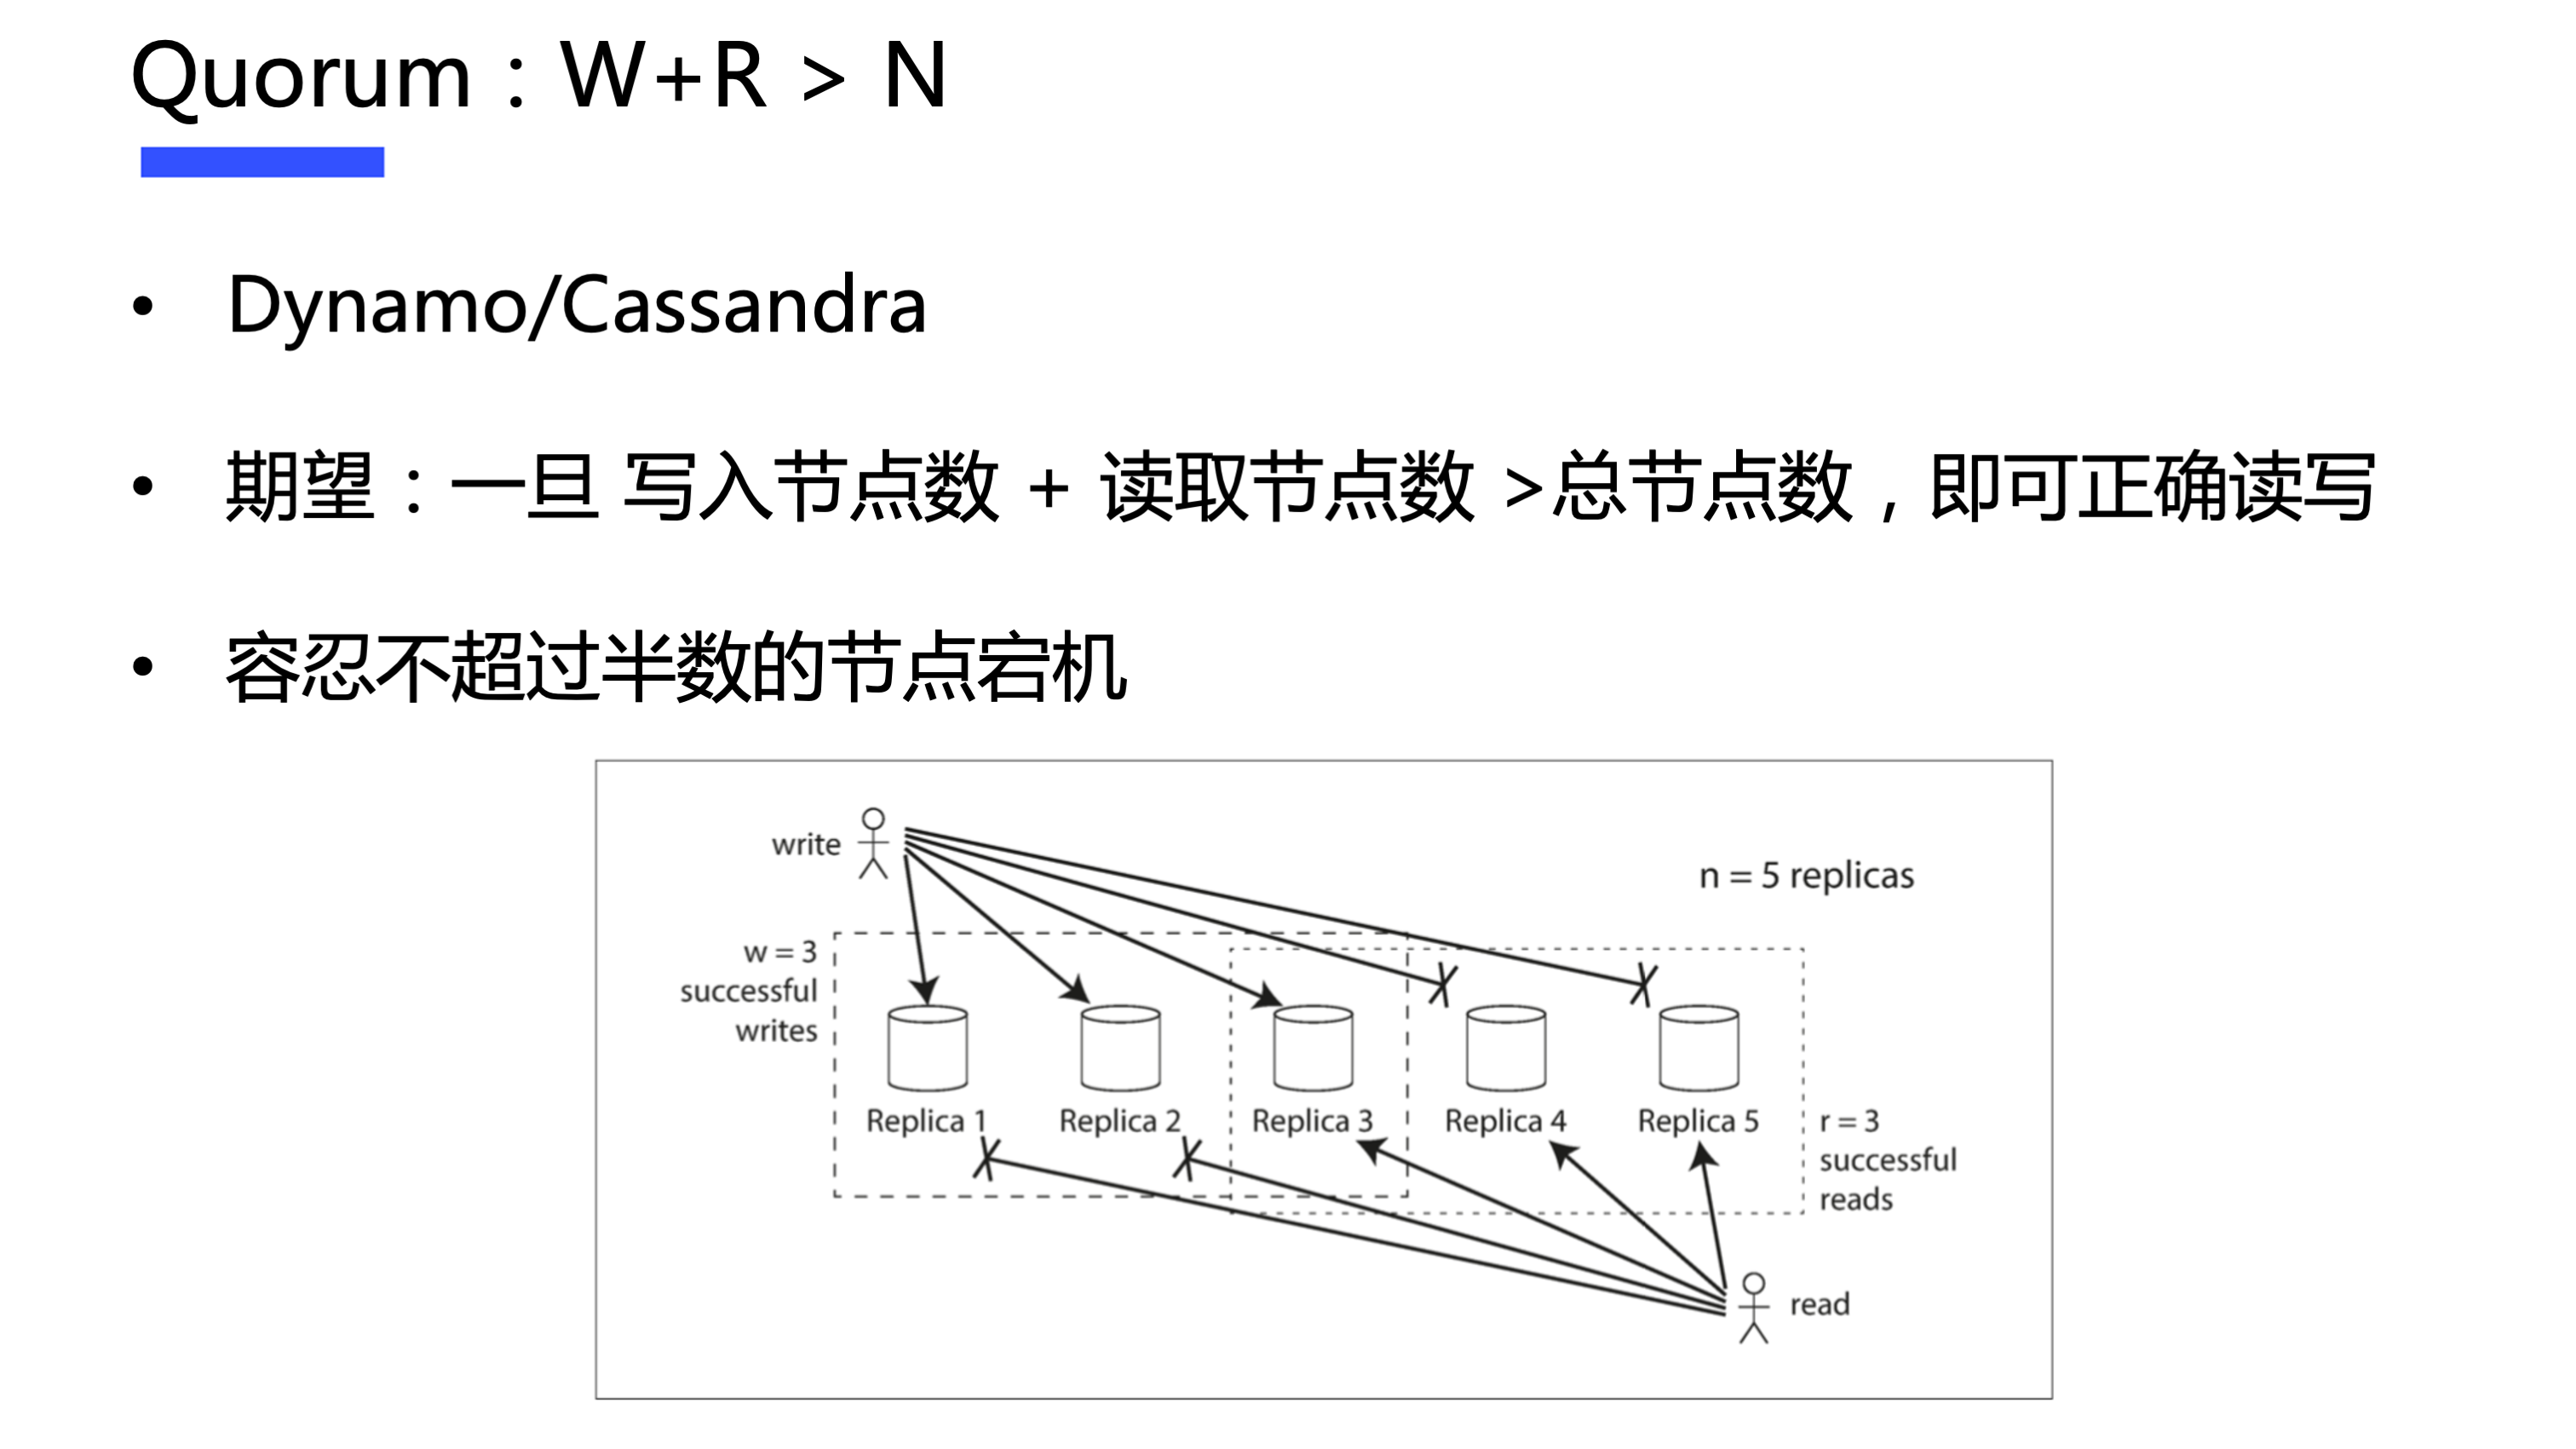 Quorum：W+R > N
• Dynamo/Cassandra
• 期望：一旦 写入节点数 + 读取节点数 >总节点数，即可正确读写
• 容忍不超过半数的节点宕机
write
n = 5 replicas
w = 3
successful
writes
Replica 1
Replica 2
Replica 3
Replica 4
Replica 5
r = 3
successful
reads
read